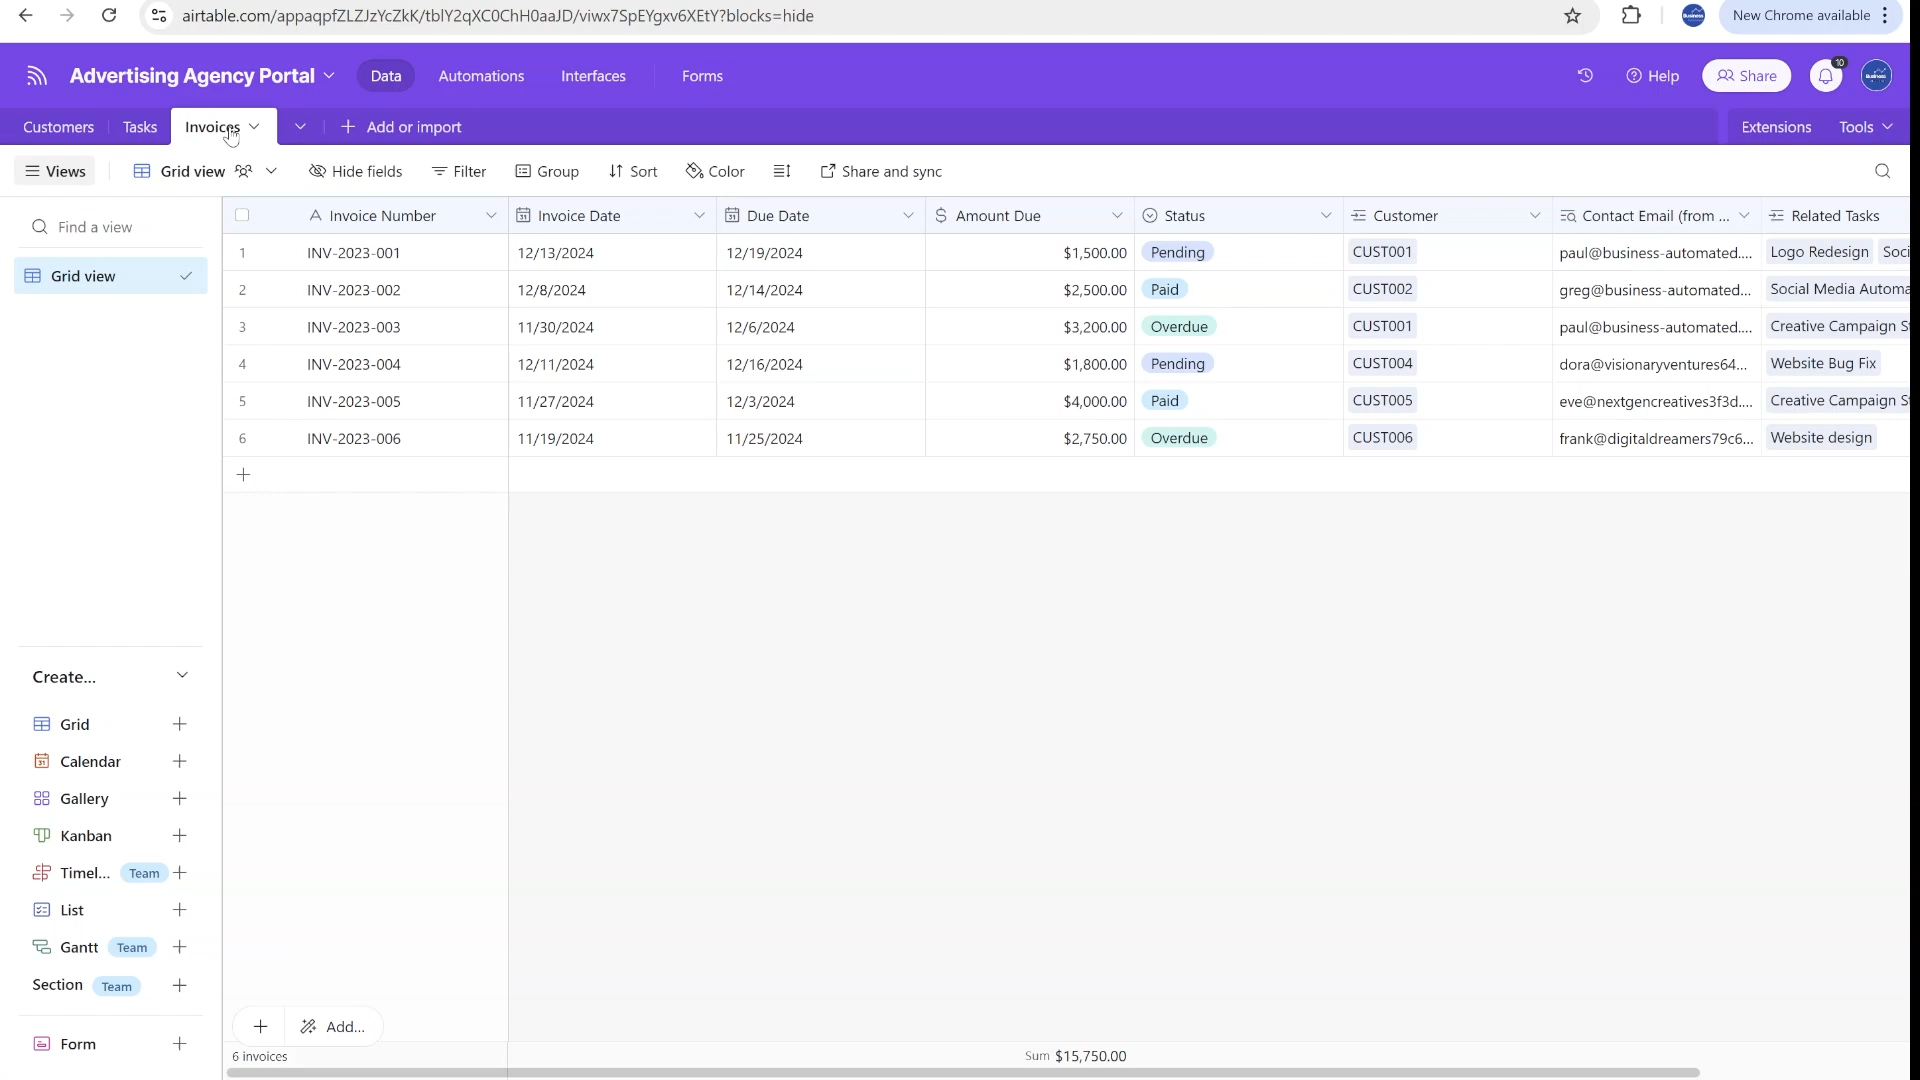 airtable.com/appaqpfZLZJzYcZkK/tblY2qXC0ChH0aaJD/viwx7SpEYgxv6XEtY?blocks=hide
New Chrome available
Advertising Agency Portal
Data
Automations
Interfaces
Forms
Help
Share
10
Customers
Tasks
Invoices
Add or import
Extensions
Tools
Views
Grid view
Hide fields
Filter
Group
Sort
Color
Share and sync
Find a view
Grid view
Invoice Number Invoice Date Due Date Amount Due Status Customer Contact Email (from ... Related Tasks
1 INV-2023-001 12/13/2024 12/19/2024 $1,500.00 Pending CUST001 paul@business-automated.... Logo Redesign Soci
2 INV-2023-002 12/8/2024 12/14/2024 $2,500.00 Paid CUST002 greg@business-automated... Social Media Automa
3 INV-2023-003 11/30/2024 12/6/2024 $3,200.00 Overdue CUST001 paul@business-automated.... Creative Campaign S
4 INV-2023-004 12/11/2024 12/16/2024 $1,800.00 Pending CUST004 dora@visionaryventures64... Website Bug Fix
5 INV-2023-005 11/27/2024 12/3/2024 $4,000.00 Paid CUST005 eve@nextgencreatives3f3d.... Creative Campaign S
6 INV-2023-006 11/19/2024 11/25/2024 $2,750.00 Overdue CUST006 frank@digitaldreamers79c6... Website design
Create...
Grid
Calendar
Gallery
Kanban
Timel... Team
List
Gantt Team
Section Team
Form
Add...
6 invoices
Sum $15,750.00